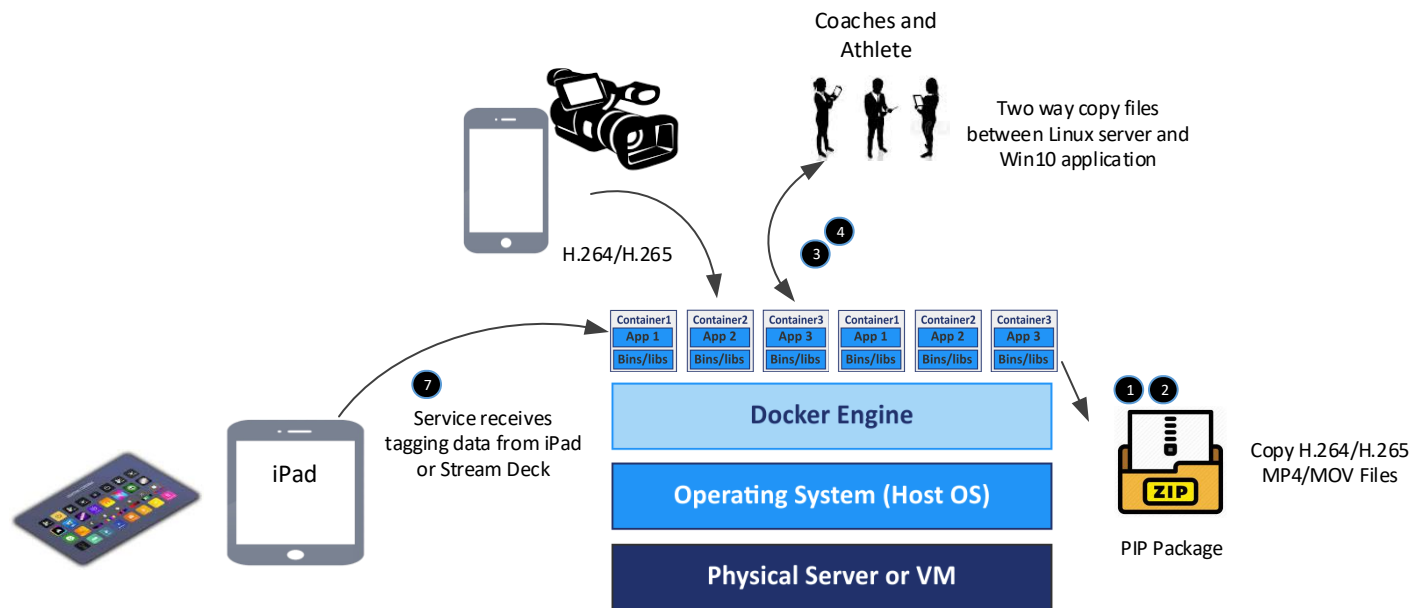 Coaches and
Athlete
Two way copy files
between Linux server and
Win10 application
H.264/H.265
4
3
Container1
App 1
Bins/libs
Container2
App 2
Bins/libs
Container3
App 3
Bins/libs
Container1
App 1
Bins/libs
Container2
App 2
Bins/libs
Container3
App 3
Bins/libs
7
Service receives
tagging data from iPad
or Stream Deck
iPad
Docker Engine
Operating System (Host OS)
Physical Server or VM
1
2
ZIP
Copy H.264/H.265
MP4/MOV Files
PIP Package